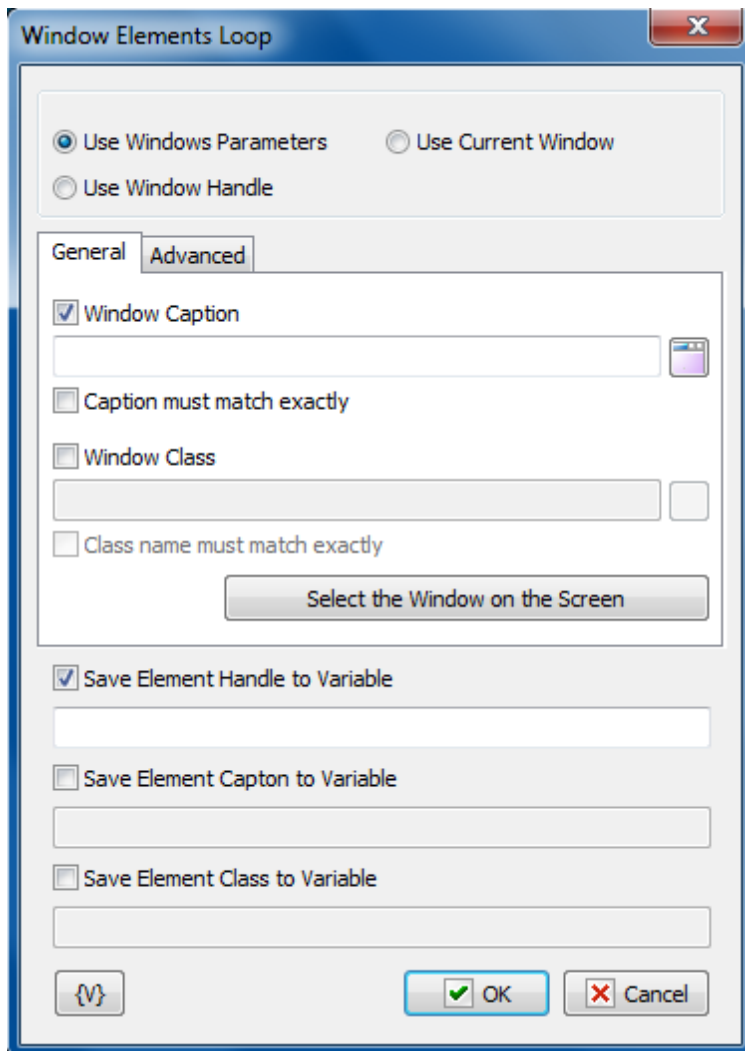 Window Elements Loop
Use Windows Parameters
Use Current Window
Use Window Handle
General
Advanced
Window Caption
Caption must match exactly
Window Class
Class name must match exactly
Select the Window on the Screen
Save Element Handle to Variable
Save Element Capton to Variable
Save Element Class to Variable
{V}
OK
Cancel